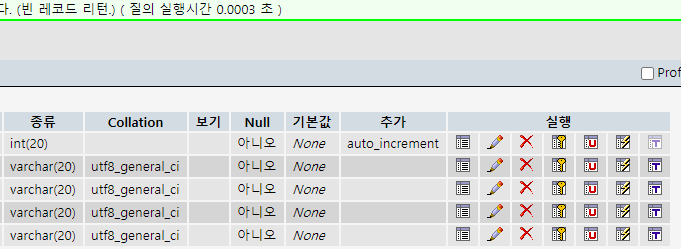 다. (빈 레코드 리턴.) ( 질의 실행시간 0.0003 초 )
Prof
종류 Collation 보기 Null 기본값 추가 실행
int(20) 아니오 None auto_increment
varchar(20) utf8_general_ci 아니오 None
varchar(20) utf8_general_ci 아니오 None
varchar(20) utf8_general_ci 아니오 None
varchar(20) utf8_general_ci 아니오 None